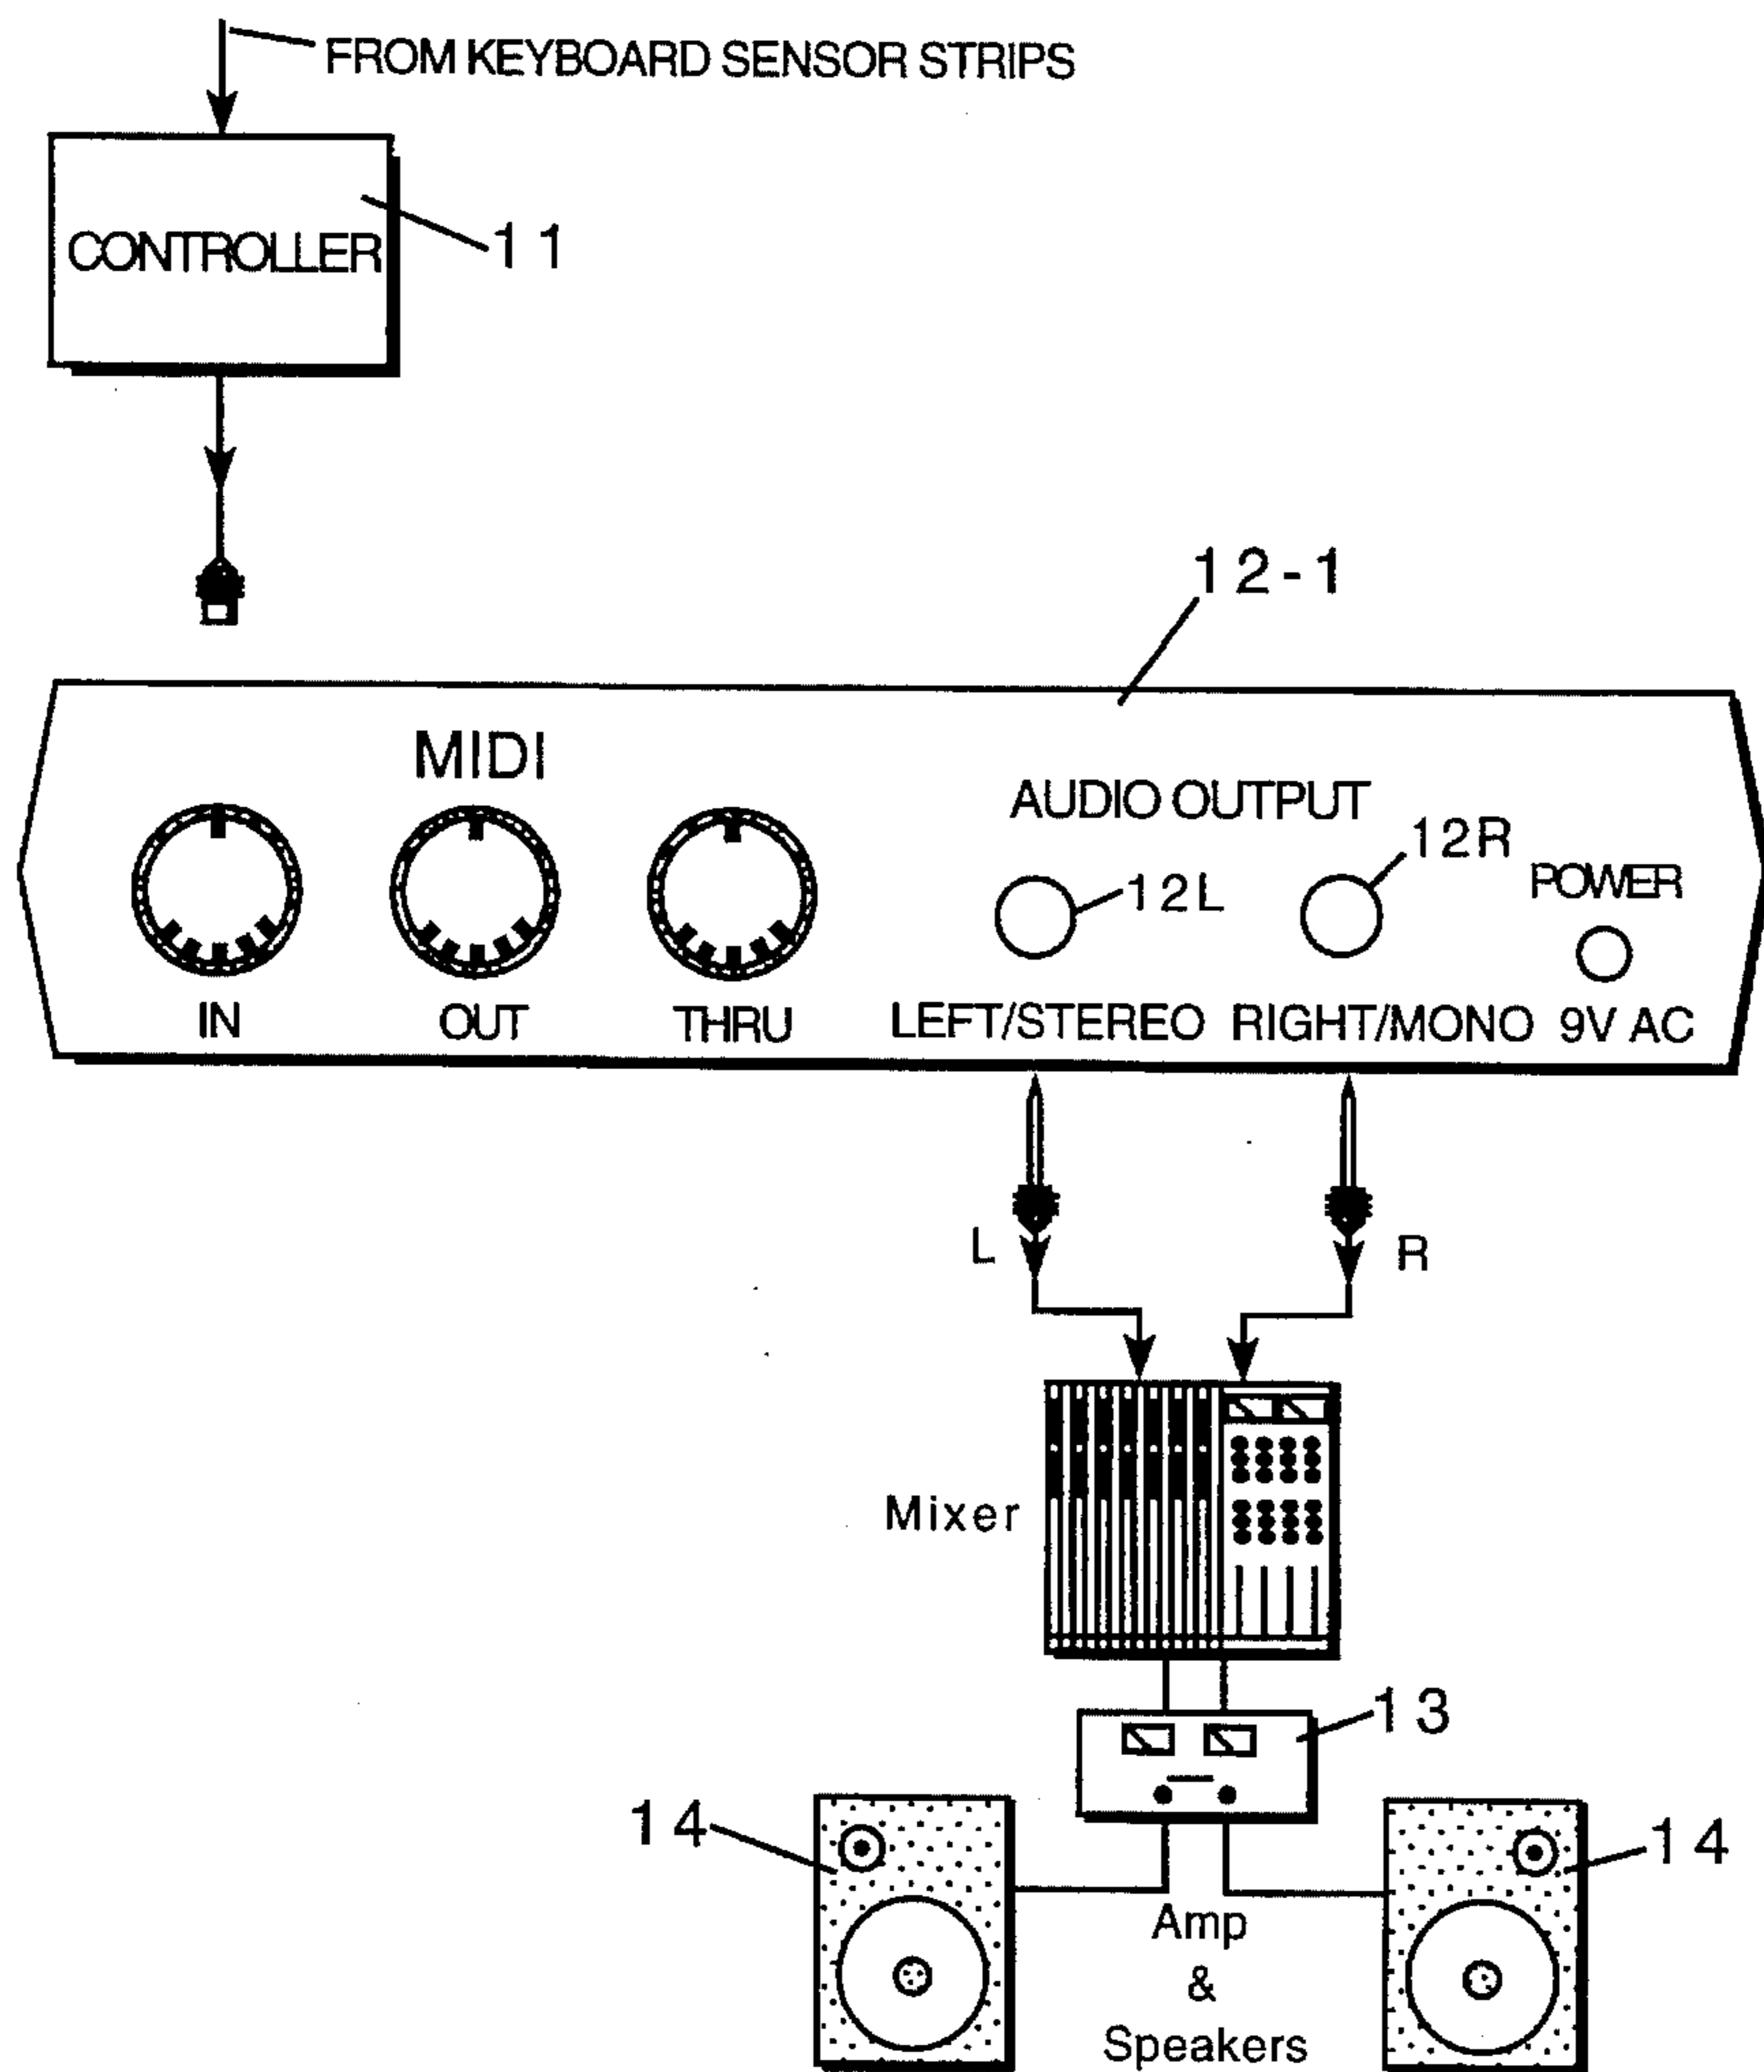 FROM KEYBOARD SENSOR STRIPS
CONTROLLER
11
12-1
MIDI
AUDIO OUTPUT
12R
12L
POWER
IN
OUT
THRU
LEFT/STEREO
RIGHT/MONO
9V AC
L
R
Mixer
13
14
14
Amp
&
Speakers